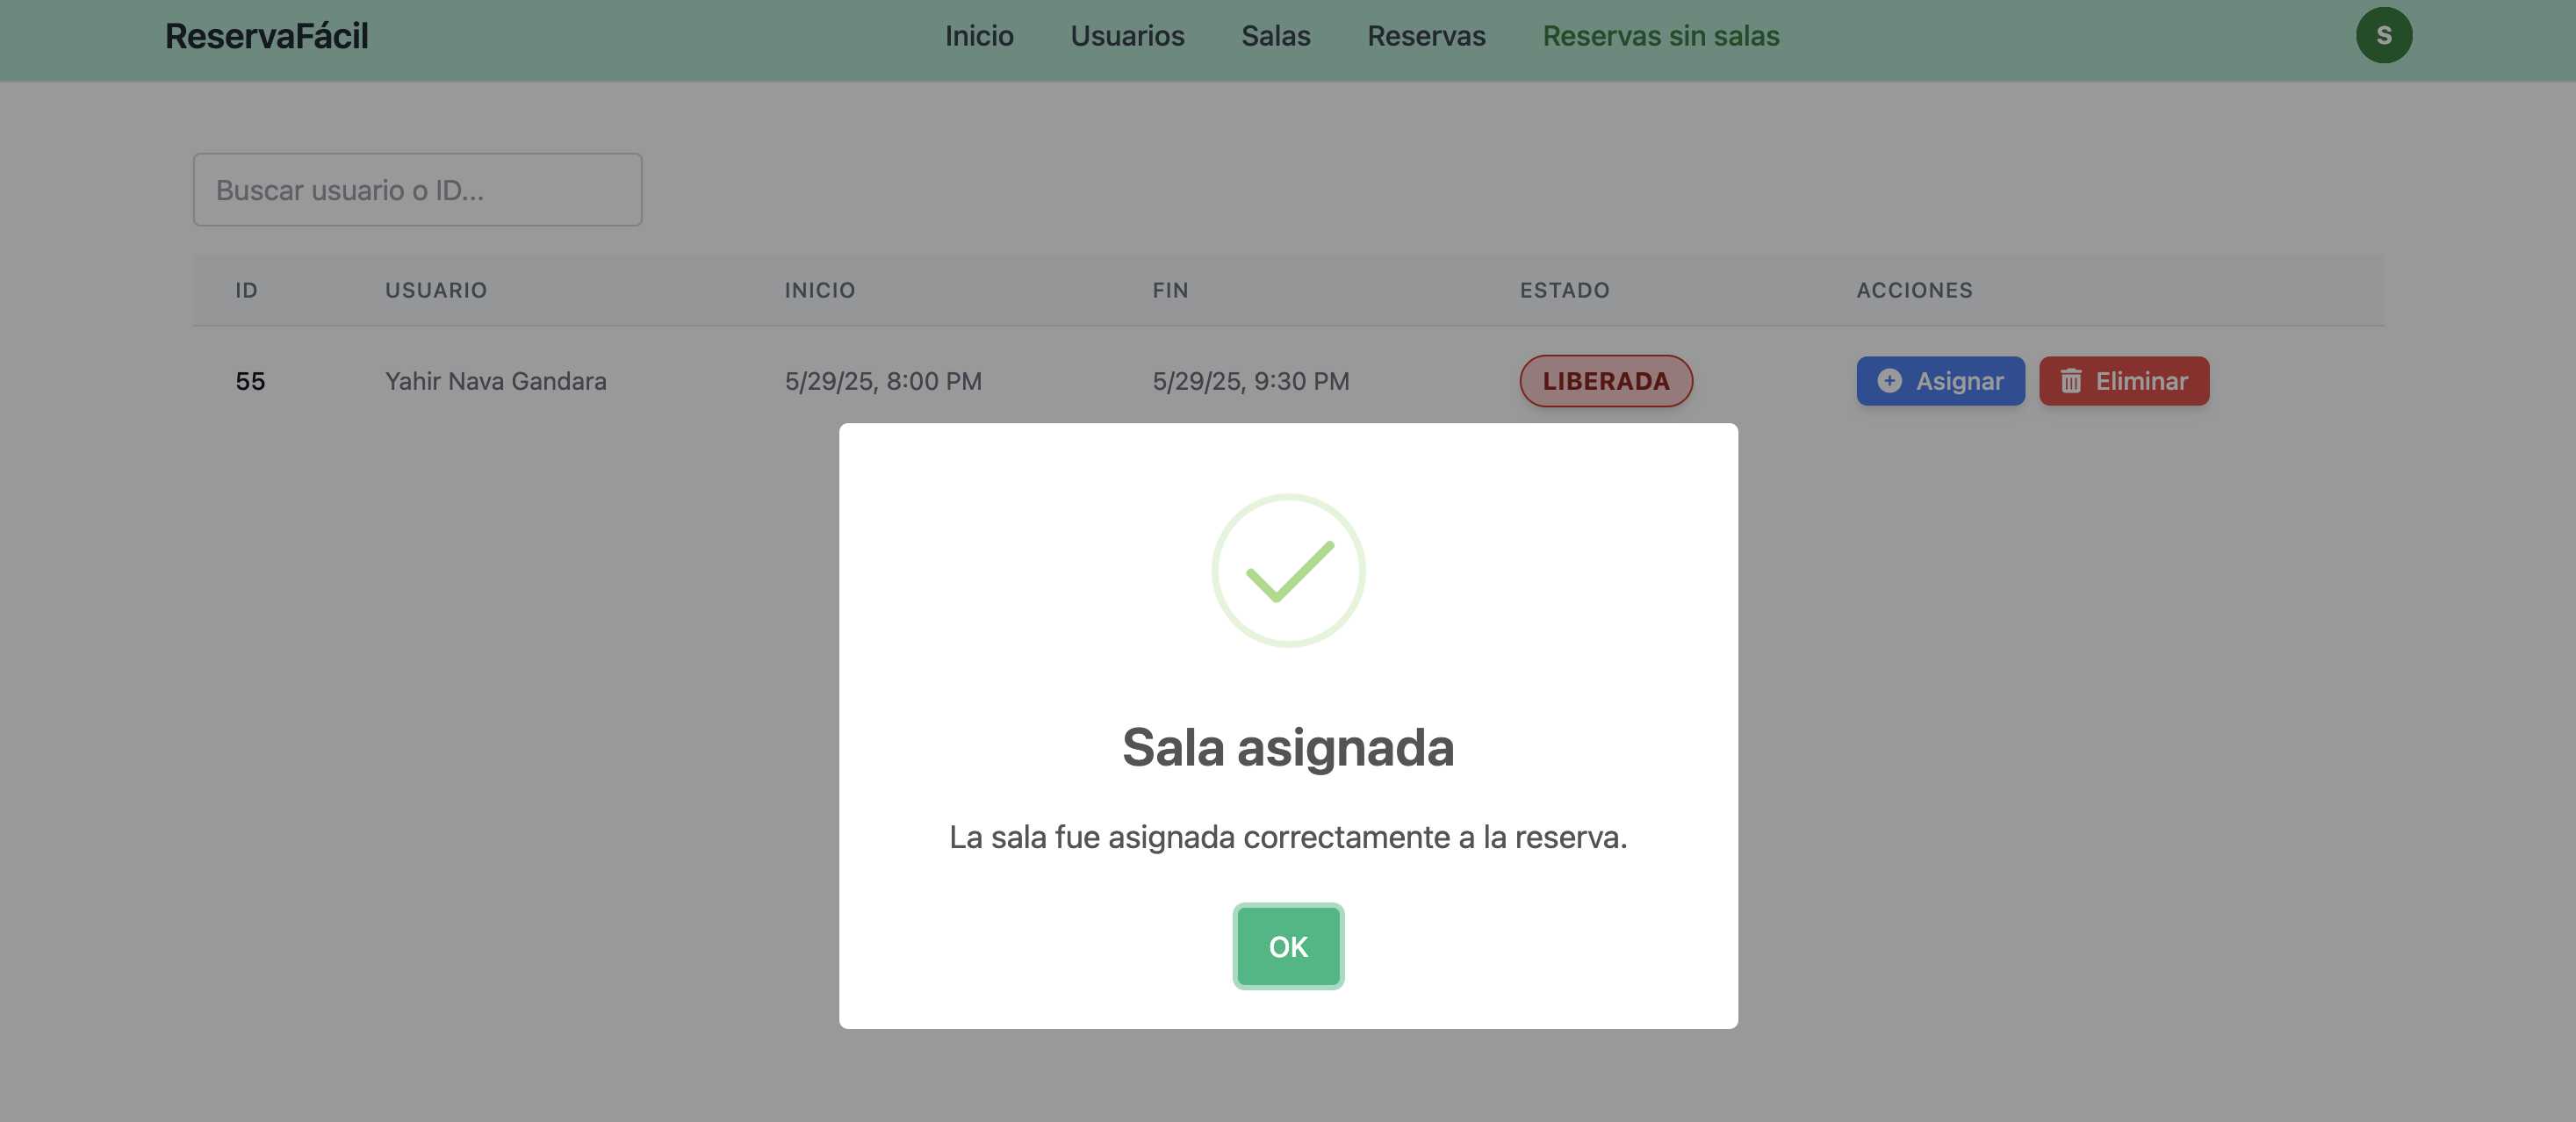 ReservaFácil Inicio Usuarios Salas Reservas Reservas sin salas S
Buscar usuario o ID...
ID USUARIO INICIO FIN ESTADO ACCIONES
55 Yahir Nava Gandara 5/29/25, 8:00 PM 5/29/25, 9:30 PM LIBERADA Asignar Eliminar
Sala asignada
La sala fue asignada correctamente a la reserva.
OK